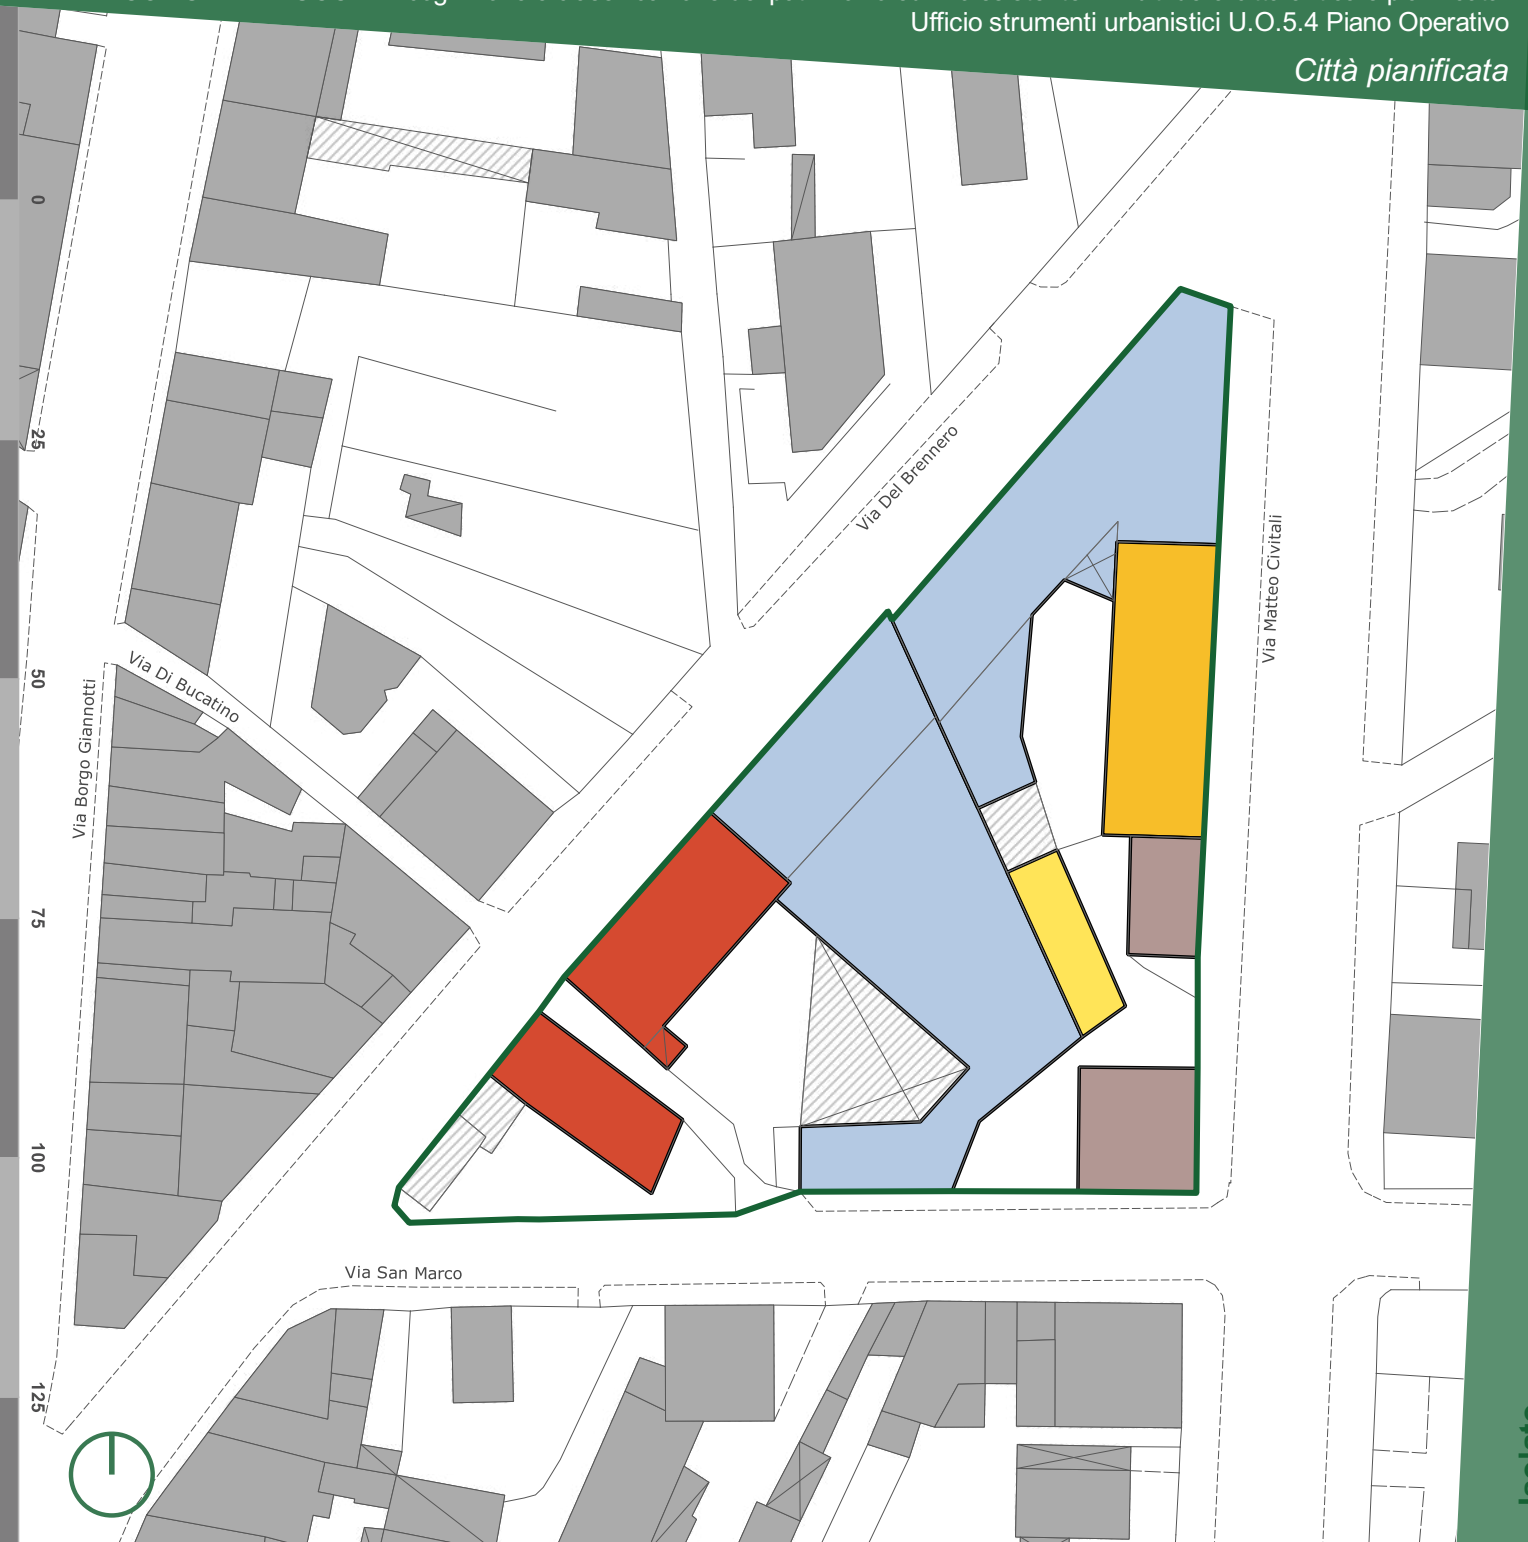 Ufficio strumenti urbanistici U.O.5.4 Piano Operativo
Città pianificata
0
25
50
75
100
125
Via Del Brennero
Via Matteo Civitali
Via Di Bucatino
Via Borgo Giannotti
Via San Marco